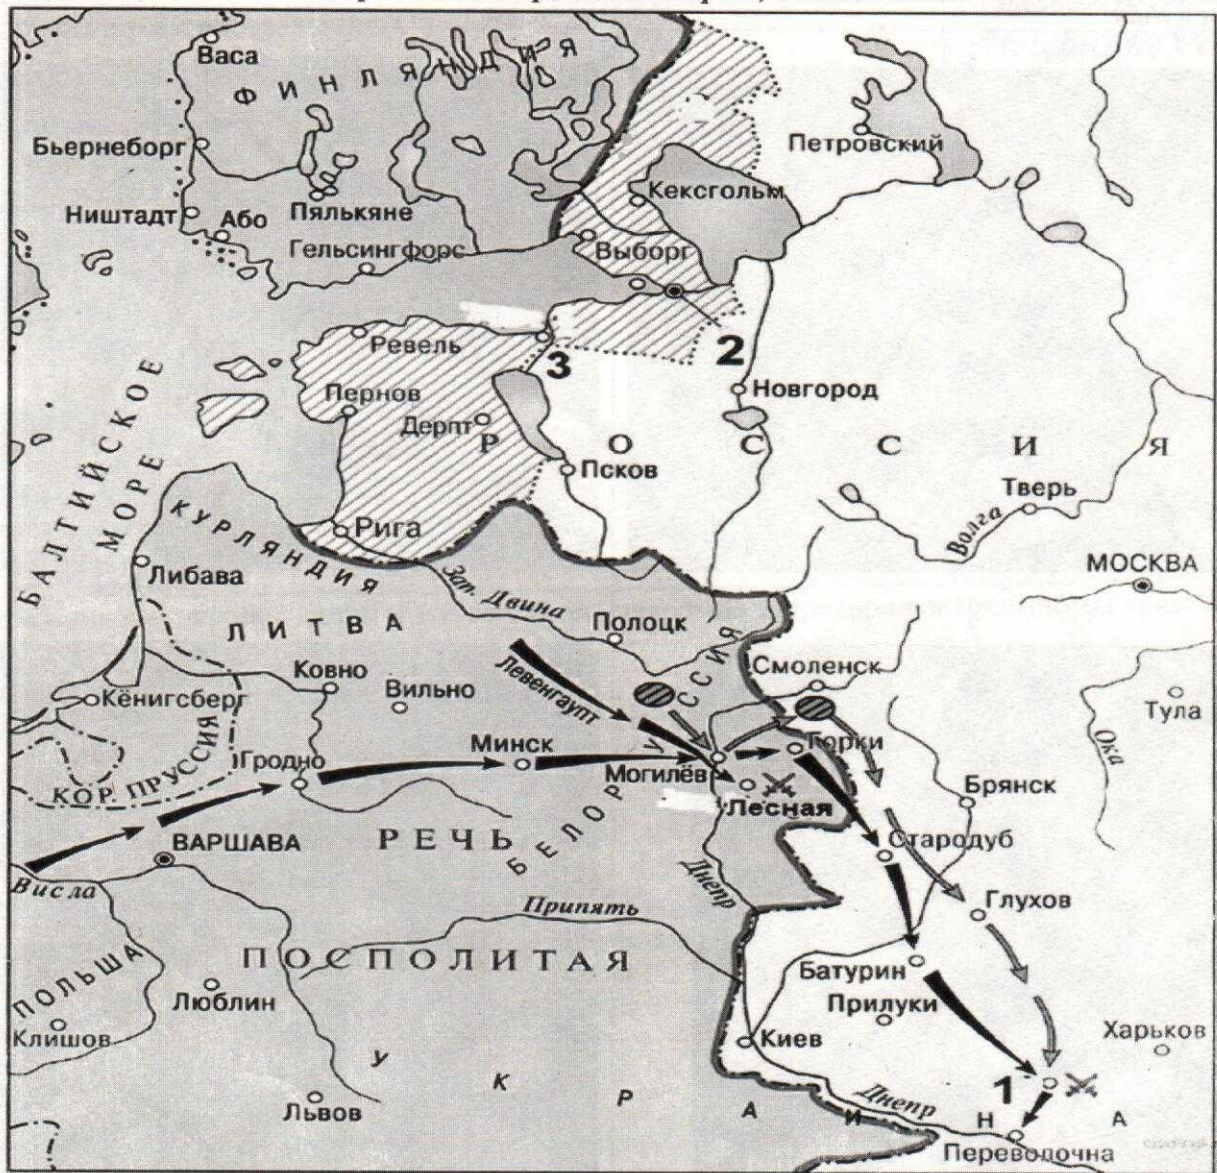 Васа
ФИНЛЯНДИЯ
Бьернеборг
Петровский
Кексгольм
Ништадт
Або
Пялькяне
Гельсингфорс
Выборг
Ревель
3
2
Новгород
Пернов
Дерпт
РОССИЯ
Псков
БАЛТИЙСКОЕ
МОРЕ
Тверь
Волга
КУРЛЯНДИЯ
Рига
МОСКВА
Либава
Зап. Двина
ЛИТВА
Полоцк
Смоленск
Ковно
Вильно
Левенгаупт
Кёнигсберг
Тула
Ока
КОР. ПРУССИЯ
Гродно
Минск
Могилёв
Горки
Лесная
Брянск
БЕЛОРУССИЯ
ВАРШАВА
РЕЧЬ
Стародуб
Висла
Днепр
Глухов
Припять
ПОСПОЛИТАЯ
ПОЛЬША
Люблин
Батурин
Прилуки
Клишов
Киев
Харьков
УКРАИНА
1
Львов
Днепр
Переволочна